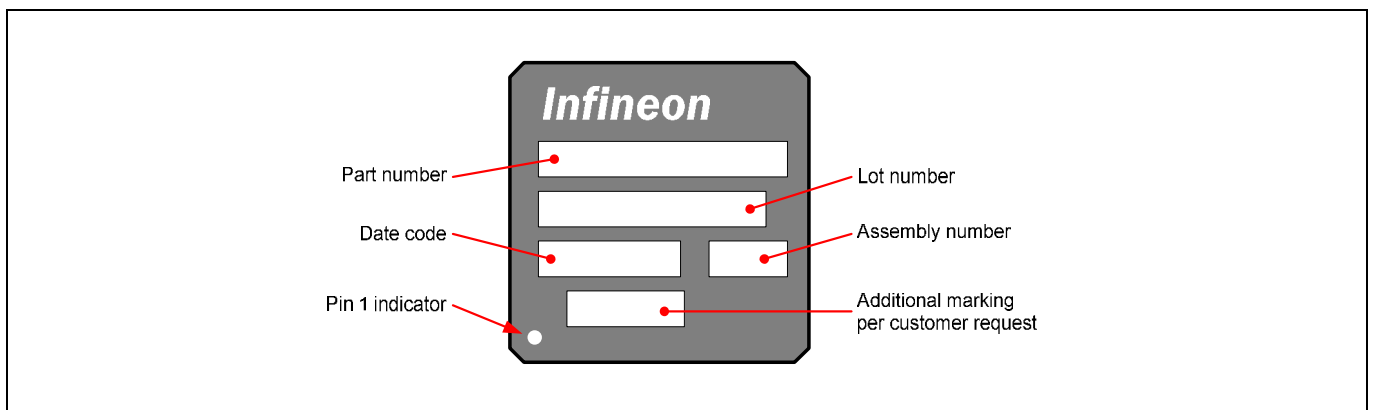 Infineon
Part number
Lot number
Date code
Assembly number
Pin 1 indicator
Additional marking
per customer request